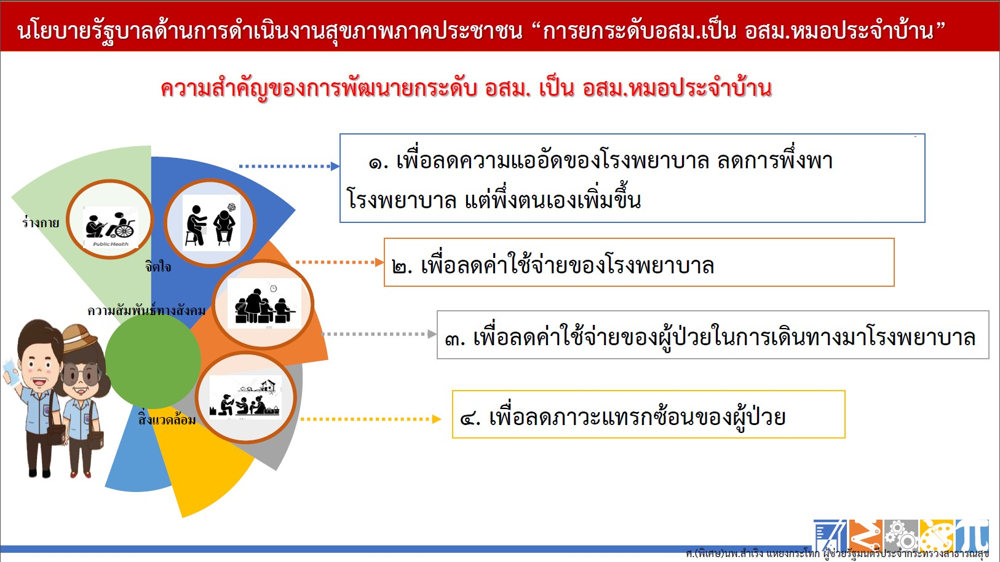 นโยบายรัฐบาลด้านการดำเนินงานสุขภาพภาคประชาชน “การยกระดับอสม.เป็น อสม.หมอประจำบ้าน”
ความสำคัญของการพัฒนายกระดับ อสม. เป็น อสม.หมอประจำบ้าน
๑. เพื่อลดความแออัดของโรงพยาบาล ลดการพึ่งพา
โรงพยาบาล แต่พึ่งตนเองเพิ่มขึ้น
ร่างกาย
Public Health
จิตใจ
๒. เพื่อลดค่าใช้จ่ายของโรงพยาบาล
ความสัมพันธ์ทางสังคม
๓. เพื่อลดค่าใช้จ่ายของผู้ป่วยในการเดินทางมาโรงพยาบาล
สิ่งแวดล้อม
๔. เพื่อลดภาวะแทรกซ้อนของผู้ป่วย
ศ.(พิเศษ)นพ.สำเริง แหยงกระโทก ผู้ช่วยรัฐมนตรีประจำกระทรวงสาธารณสุข